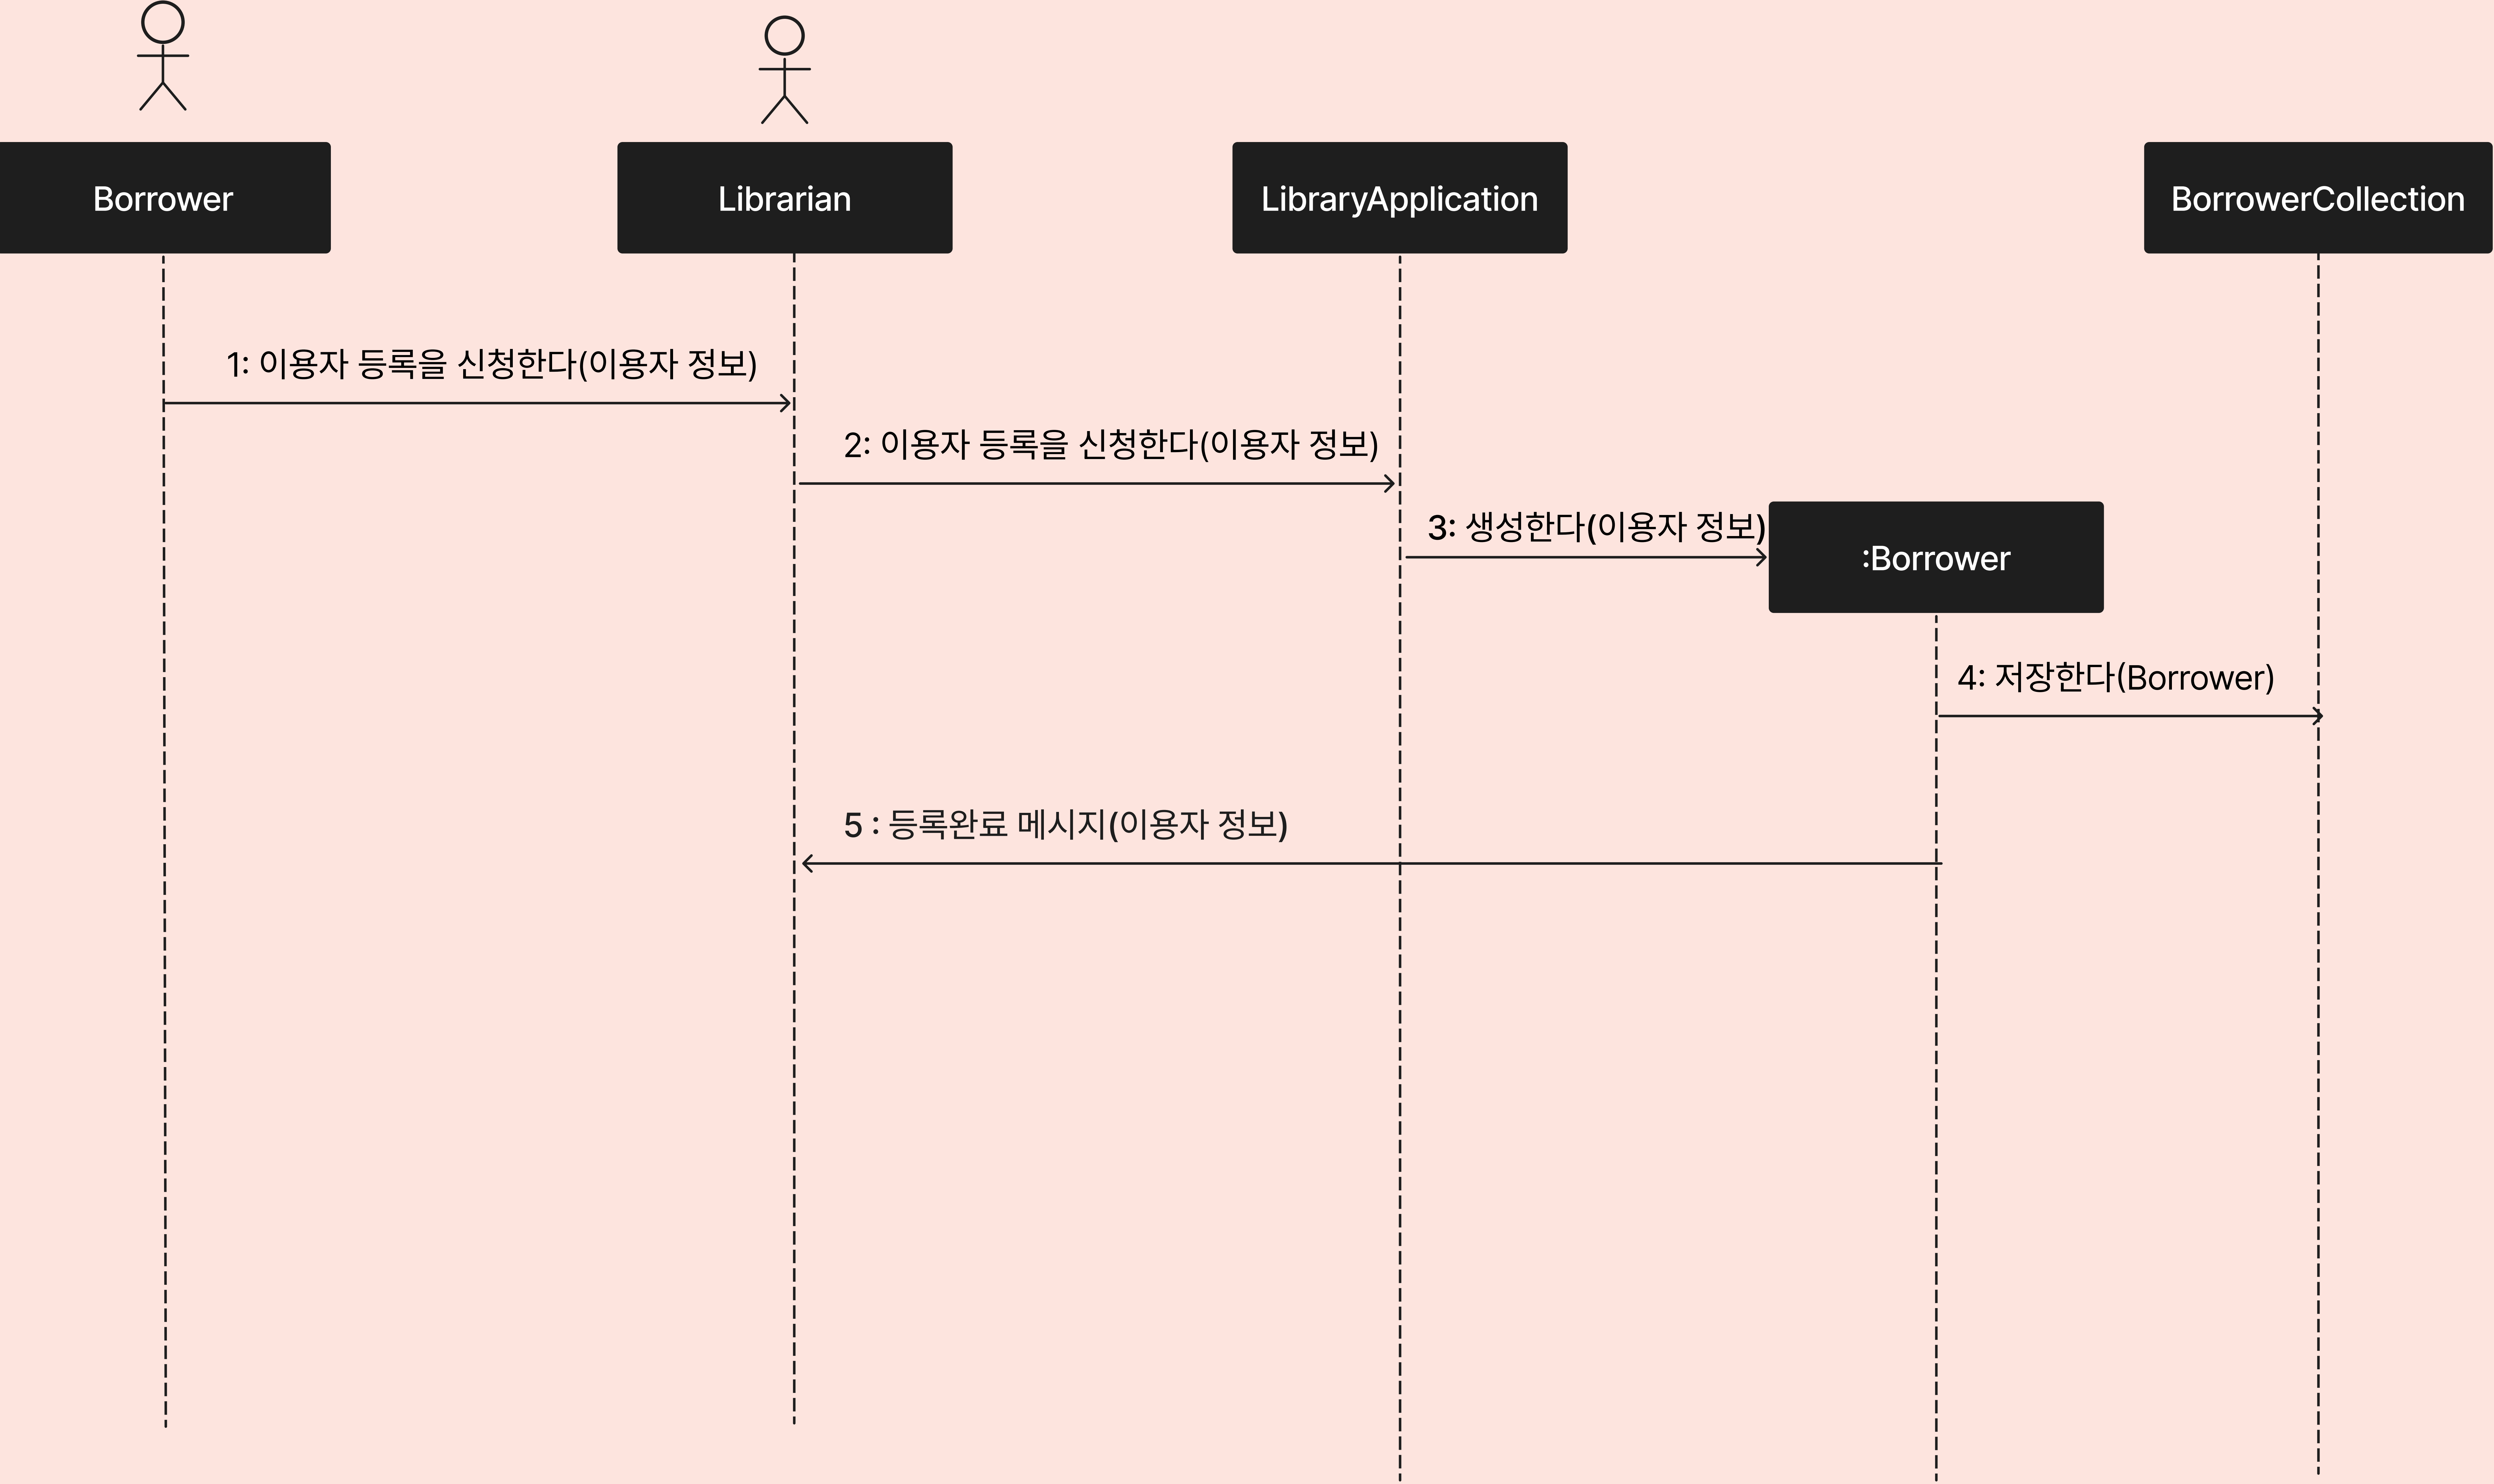 Borrower
Librarian
LibraryApplication
BorrowerCollection
1: 이용자 등록을 신청한다(이용자 정보)
2: 이용자 등록을 신청한다(이용자 정보)
3: 생성한다(이용자 정보)
:Borrower
4: 저장한다(Borrower)
5 : 등록완료 메시지(이용자 정보)